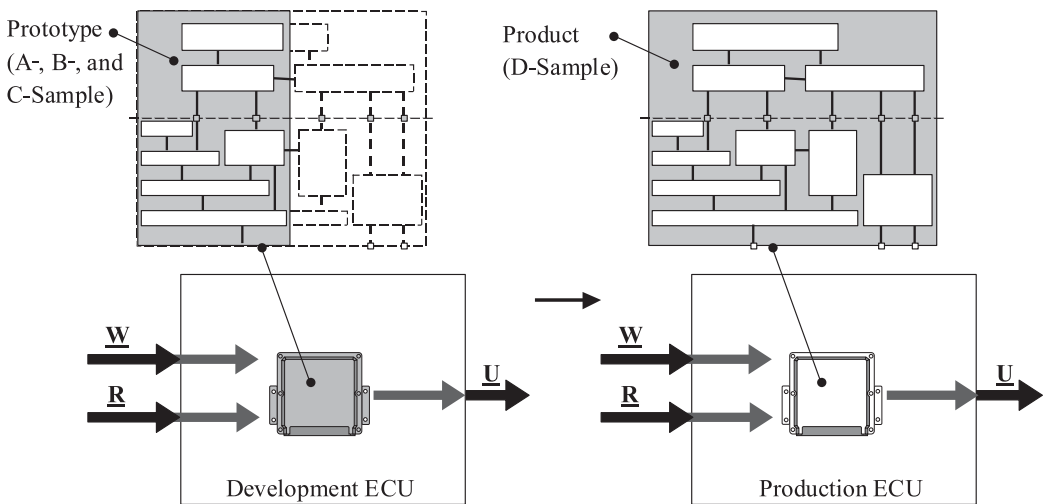 Prototype
(A-, B-, and
C-Sample)
Product
(D-Sample)
W
R
U
Development ECU
W
R
U
Production ECU